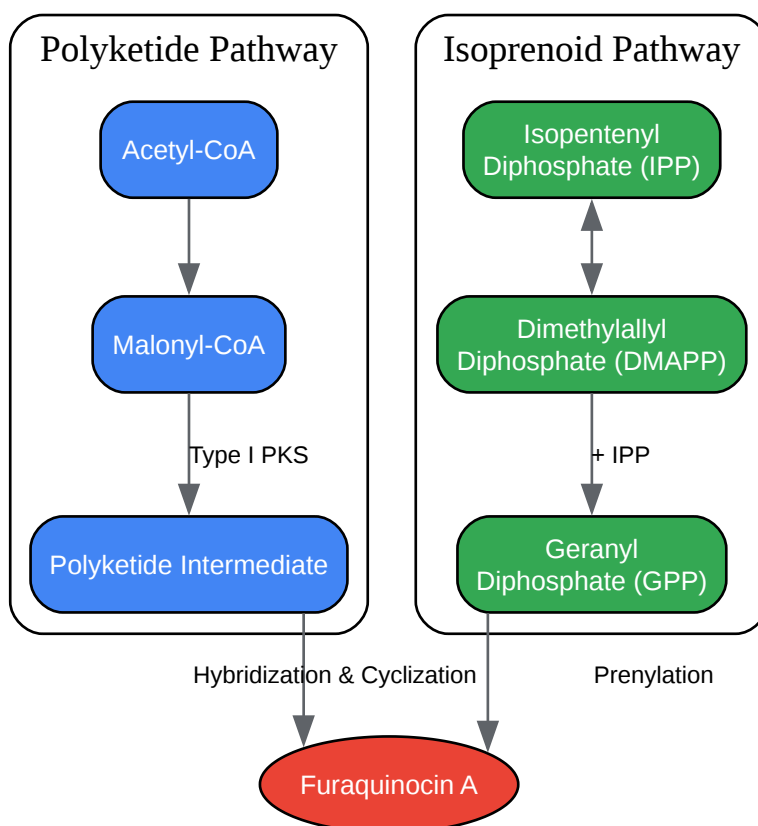 Polyketide Pathway
Acetyl-CoA
Malonyl-CoA
Type I PKS
Polyketide Intermediate
Isoprenoid Pathway
Isopentenyl
Diphosphate (IPP)
Dimethylallyl
Diphosphate (DMAPP)
+ IPP
Geranyl
Diphosphate (GPP)
Hybridization & Cyclization
Prenylation
Furaquinocin A